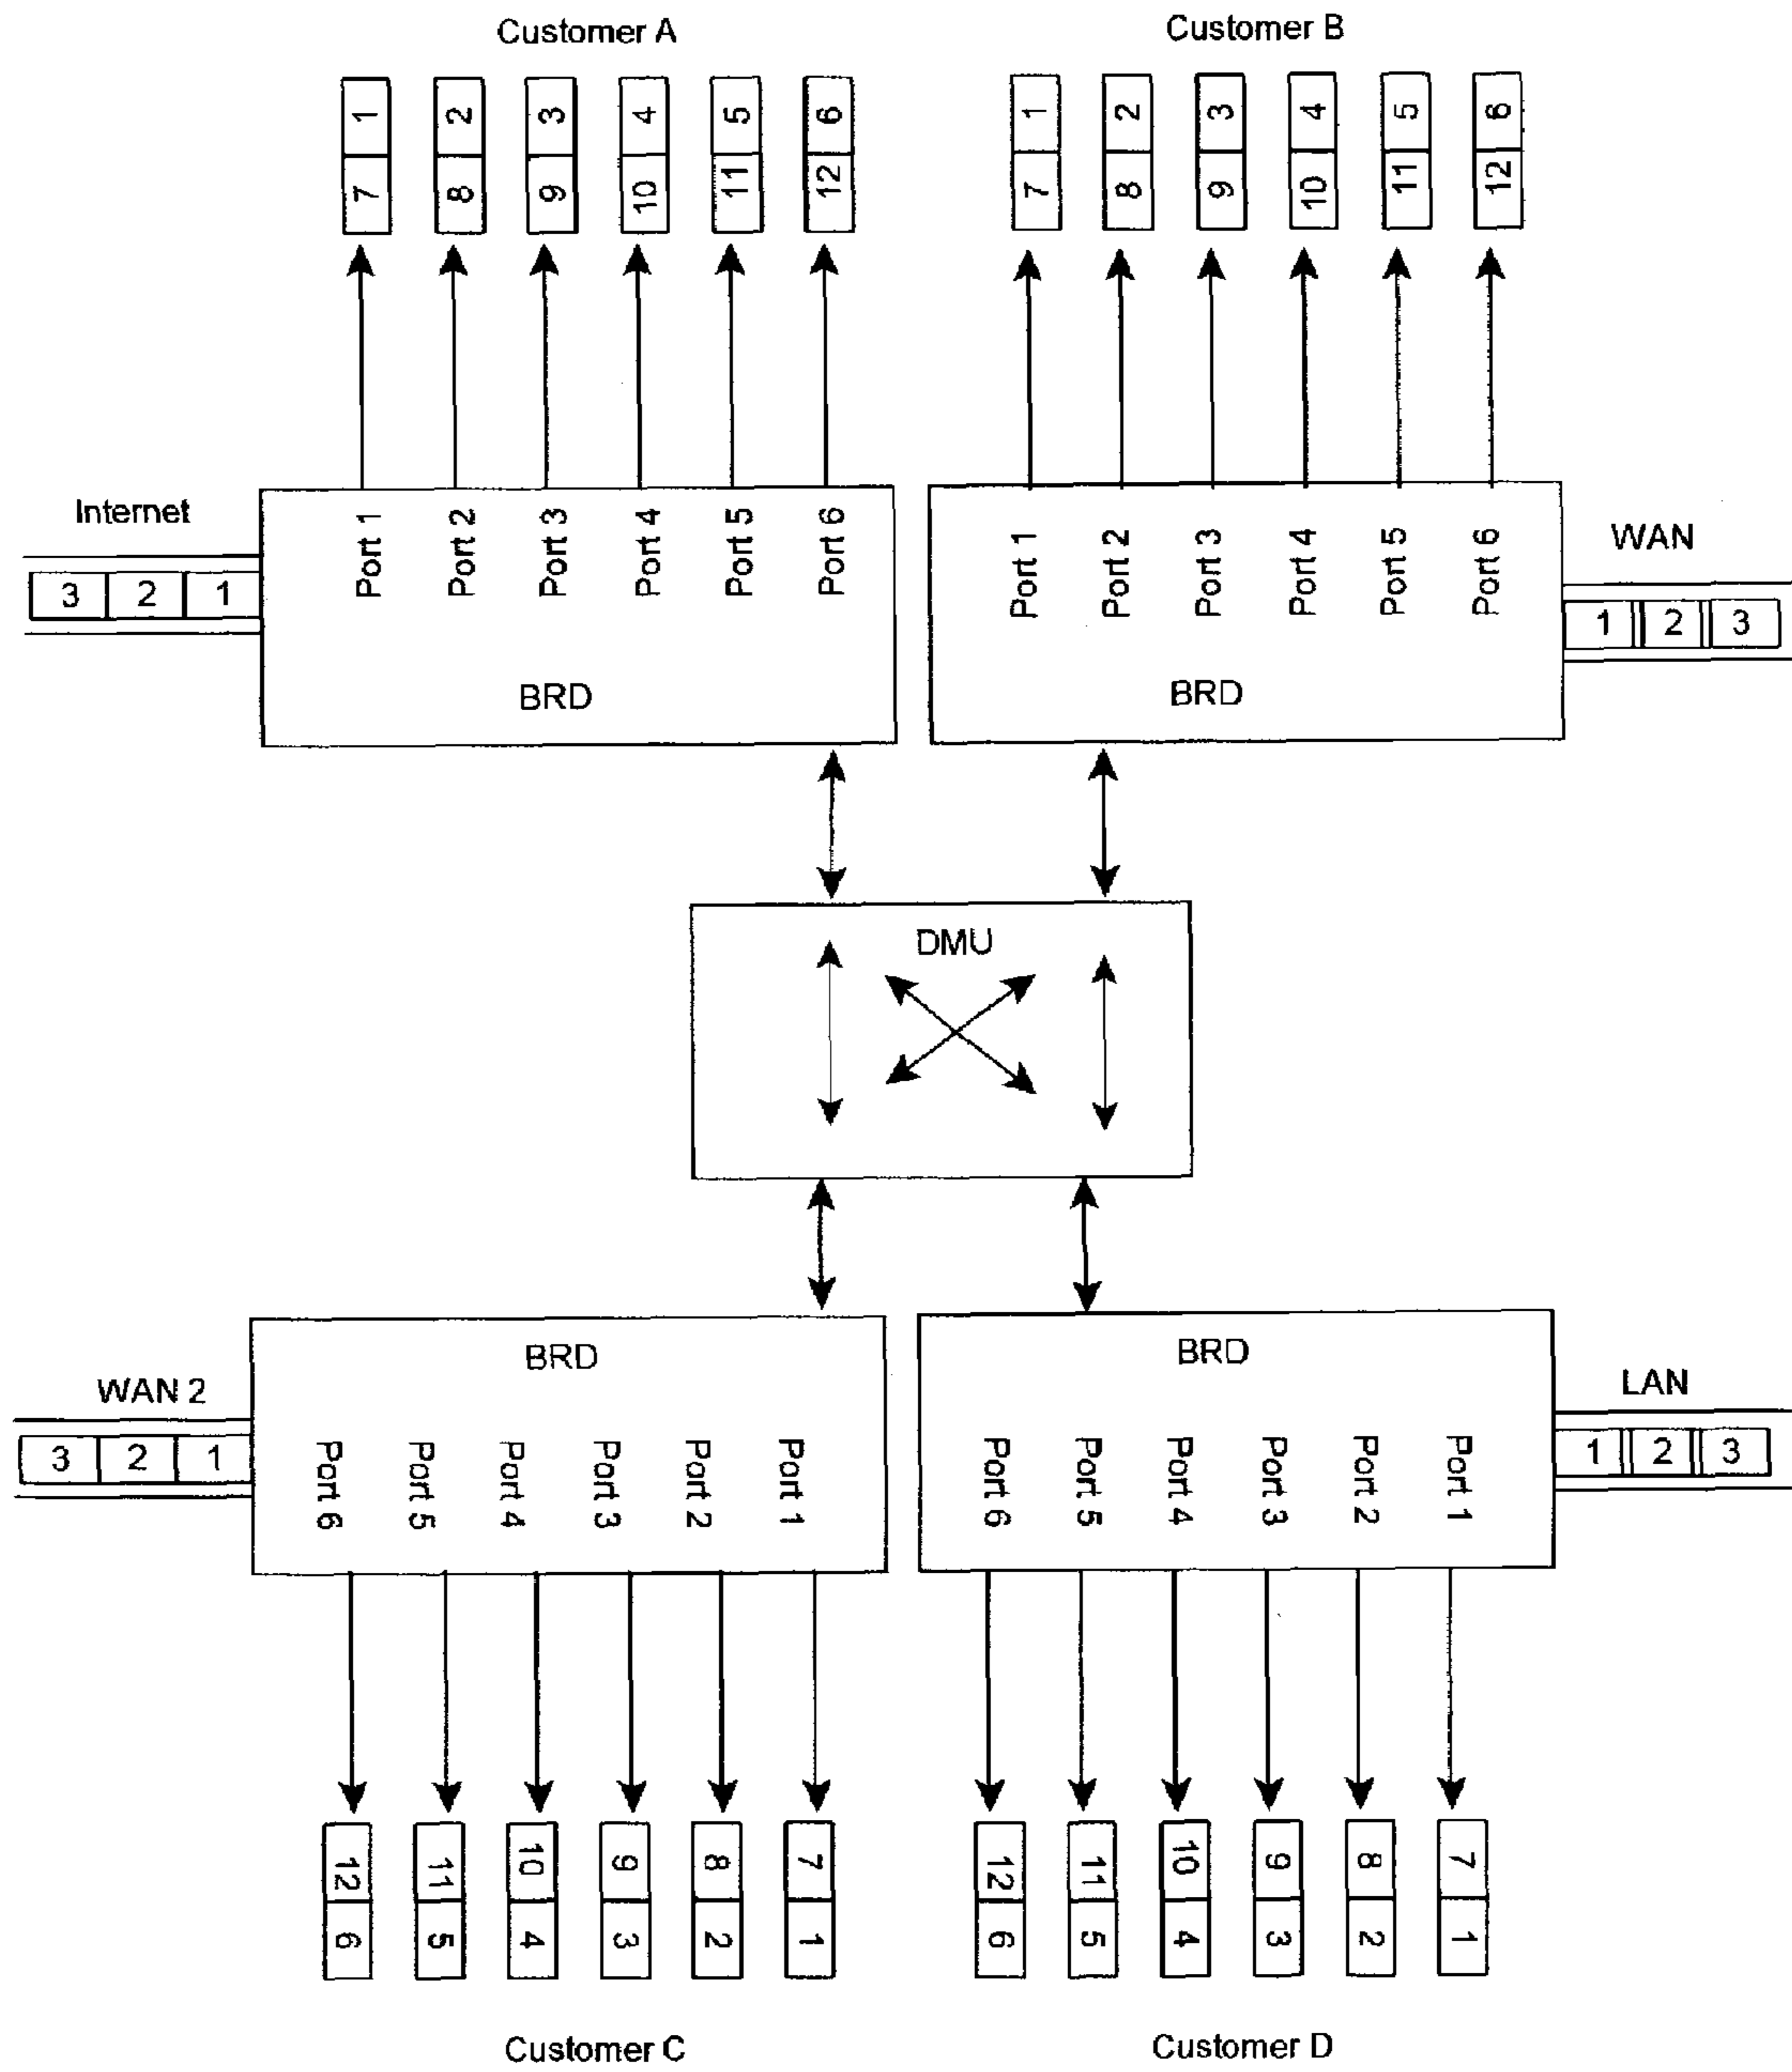 Customer A
Customer B
1 2 3 4 5 6
7 8 9 10 11 12
1 2 3 4 5 6
7 8 9 10 11 12
Internet
3 2 1
Port 1 Port 2 Port 3 Port 4 Port 5 Port 6
BRD
Port 1 Port 2 Port 3 Port 4 Port 5 Port 6
BRD
WAN
1 2 3
DMU
WAN 2
3 2 1
BRD
Port 6 Port 5 Port 4 Port 3 Port 2 Port 1
BRD
Port 6 Port 5 Port 4 Port 3 Port 2 Port 1
LAN
1 2 3
12 11 10 9 8 7
6 5 4 3 2 1
12 11 10 9 8 7
6 5 4 3 2 1
Customer C
Customer D